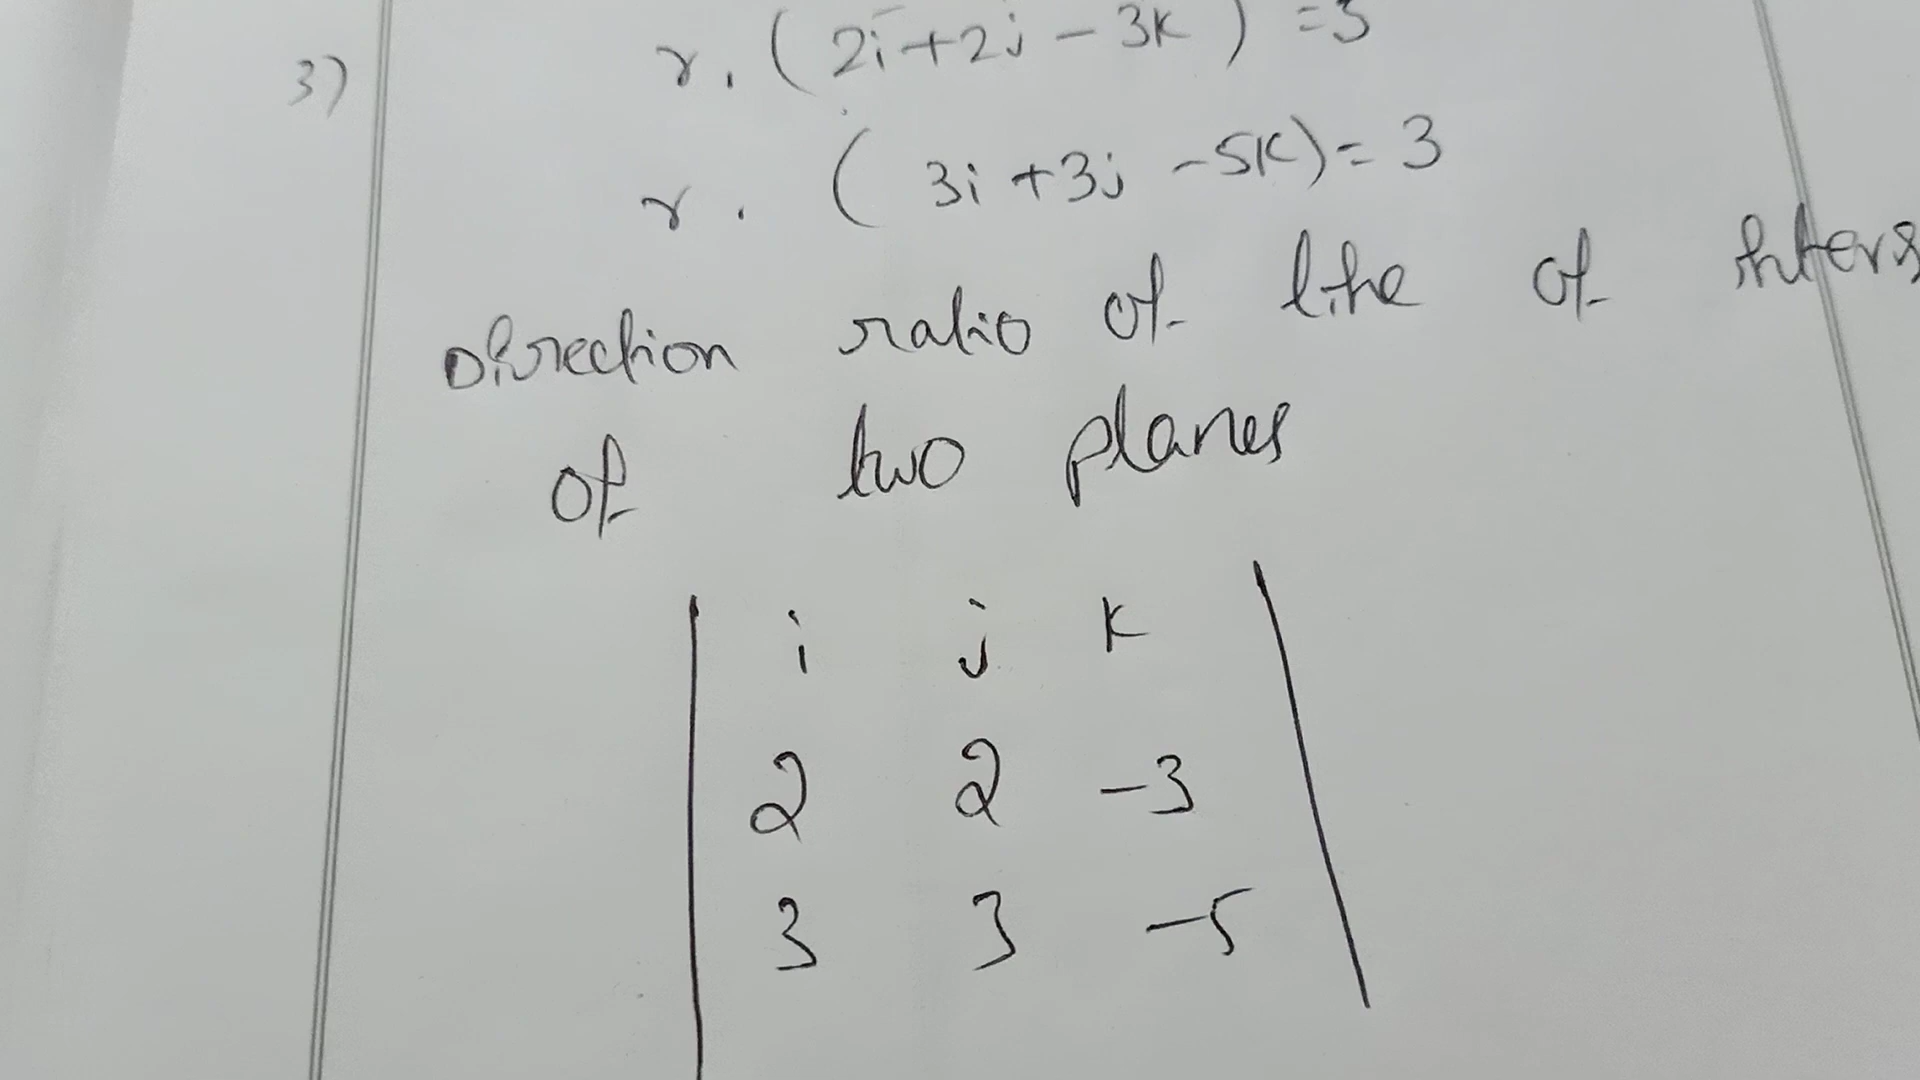 3) r. (2i+2j-3k) =5
r. (3i+3j-5k)=3
Direction ratio of line of inters
of two planes
i j k
2 2 -3
3 3 -5